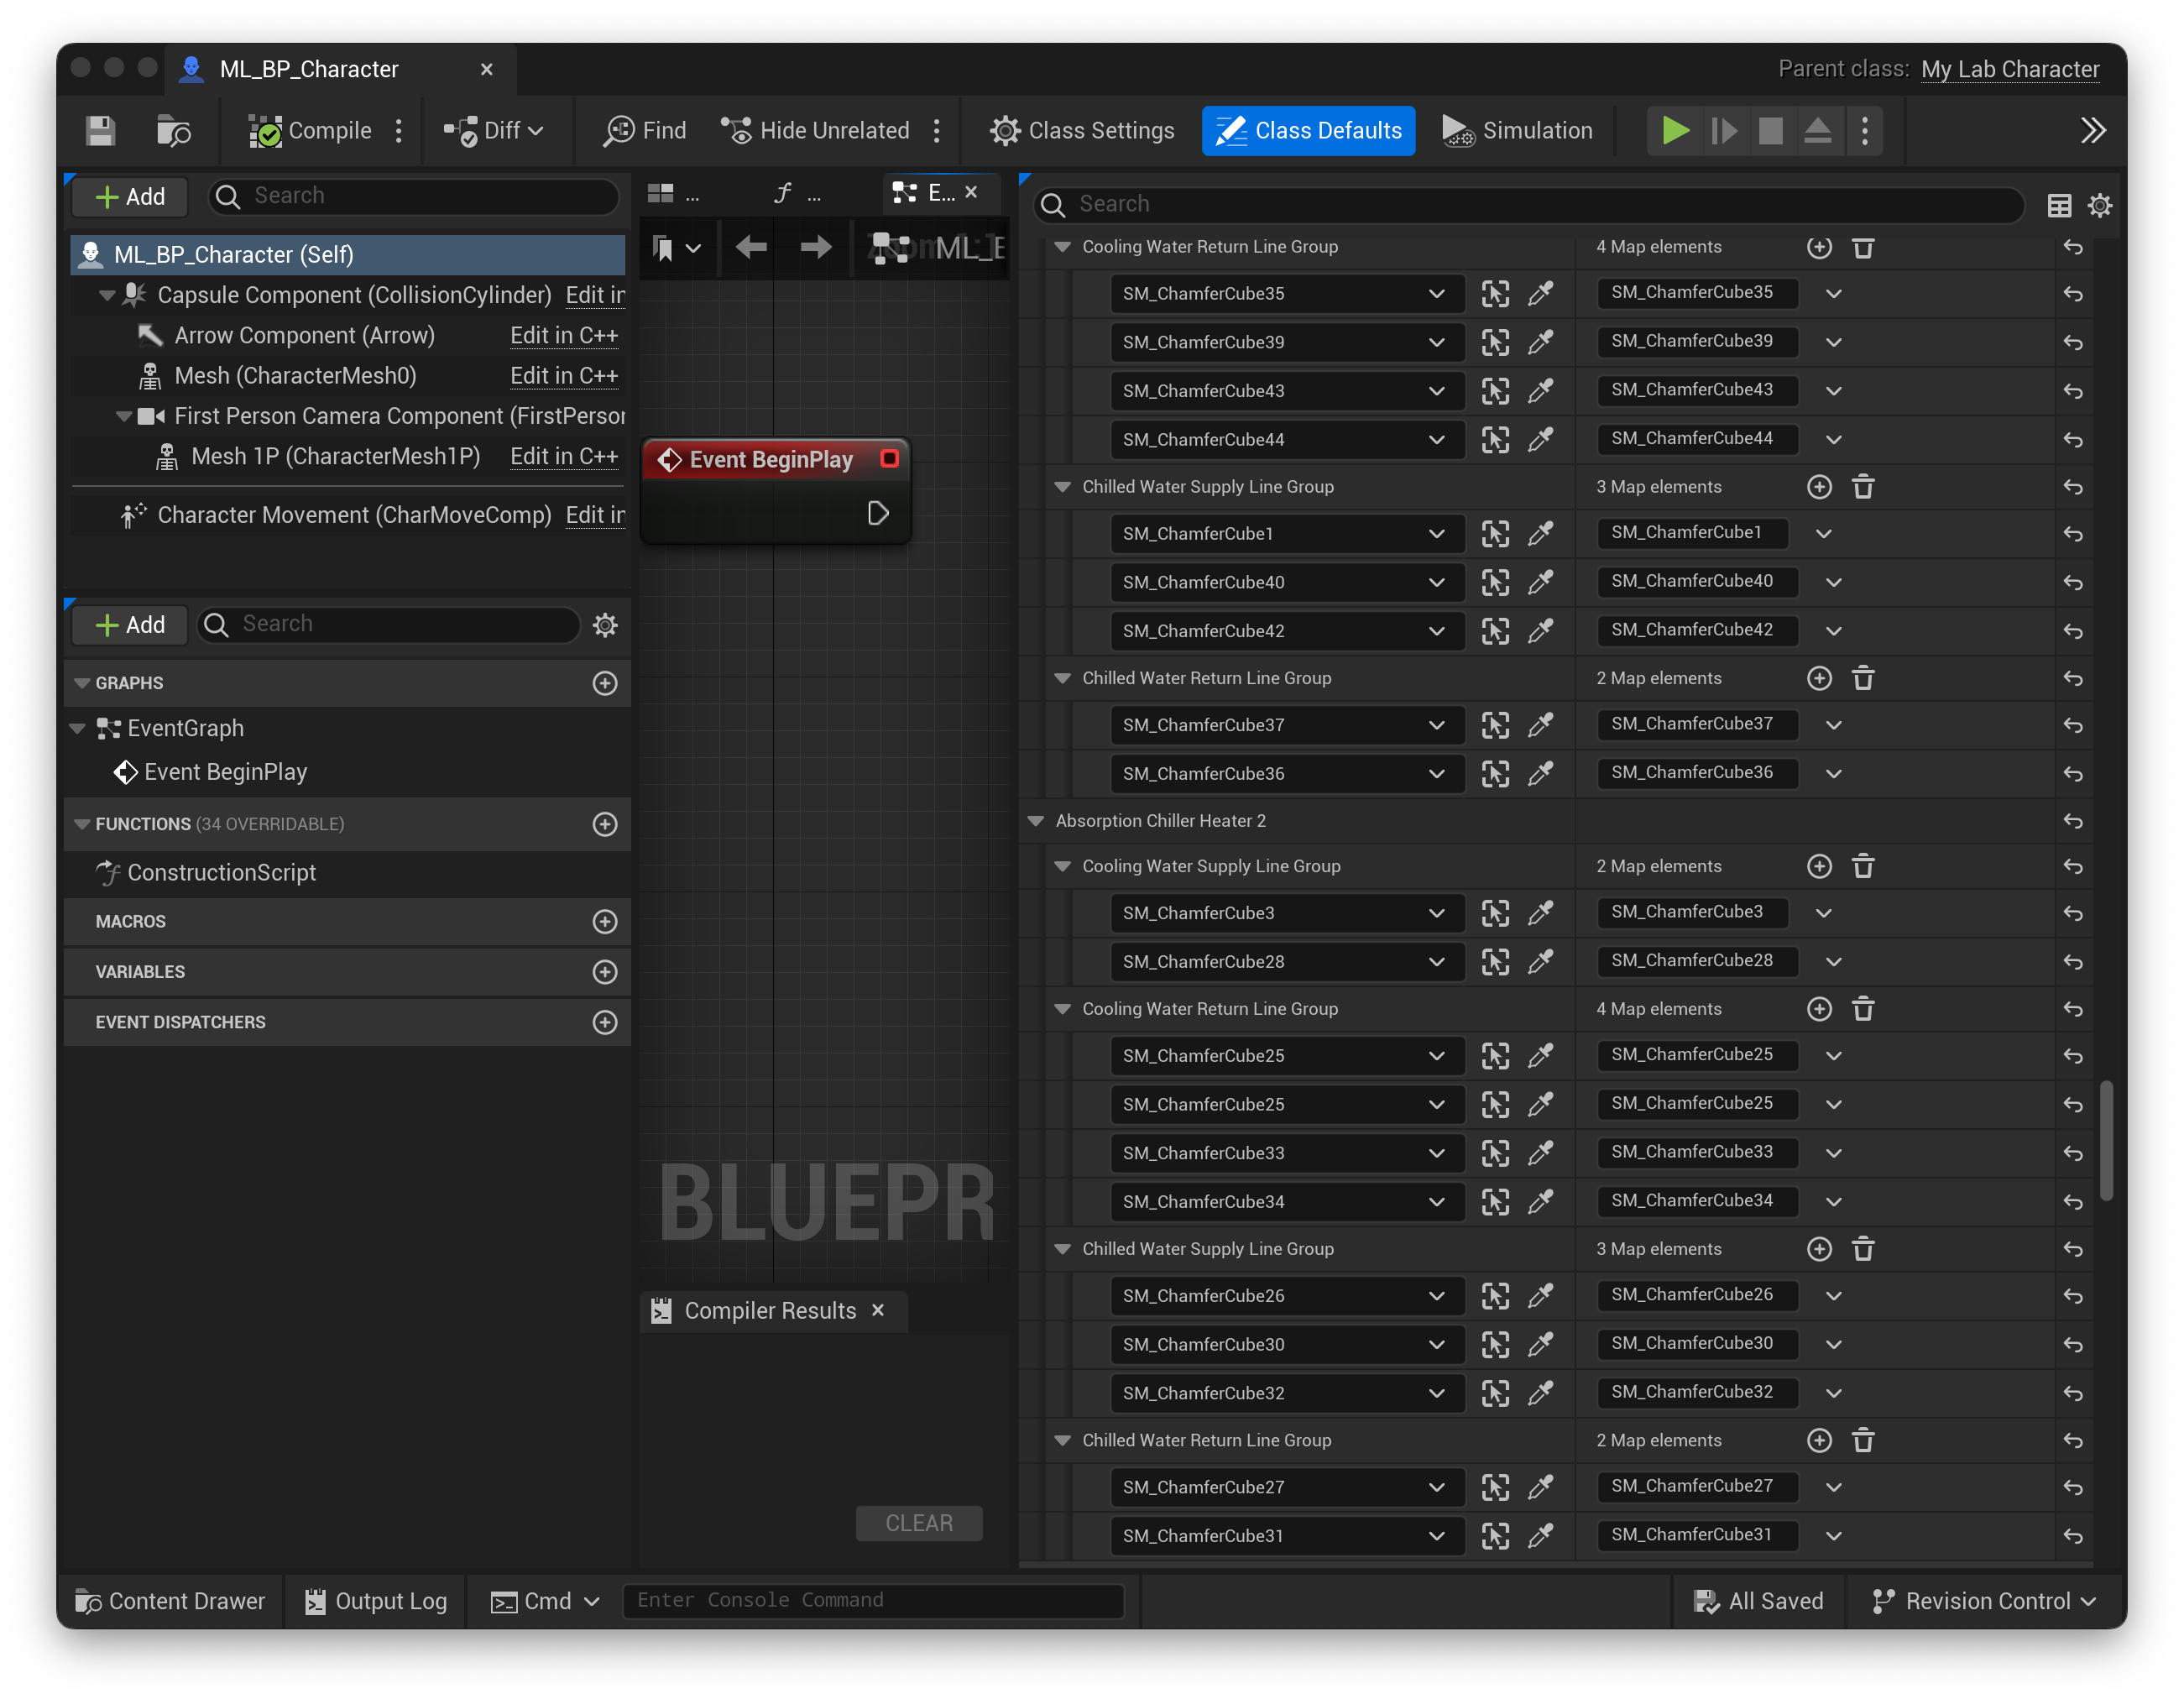 ML_BP_Character
Parent class: My Lab Character
Compile
Diff
Find
Hide Unrelated
Class Settings
Class Defaults
Simulation
Add
Search
ML_BP_Character (Self)
Capsule Component (CollisionCylinder) Edit in
Arrow Component (Arrow) Edit in C++
Mesh (CharacterMesh0) Edit in C++
First Person Camera Component (FirstPerson
Mesh 1P (CharacterMesh1P) Edit in C++
Character Movement (CharMoveComp) Edit in
Add
Search
GRAPHS
EventGraph
Event BeginPlay
FUNCTIONS (34 OVERRIDABLE)
ConstructionScript
MACROS
VARIABLES
EVENT DISPATCHERS
...
...
E...
Zoom 1:1
ML_E
Event BeginPlay
BLUEPR
Compiler Results
CLEAR
Search
Cooling Water Return Line Group 4 Map elements
SM_ChamferCube35 SM_ChamferCube35
SM_ChamferCube39 SM_ChamferCube39
SM_ChamferCube43 SM_ChamferCube43
SM_ChamferCube44 SM_ChamferCube44
Chilled Water Supply Line Group 3 Map elements
SM_ChamferCube1 SM_ChamferCube1
SM_ChamferCube40 SM_ChamferCube40
SM_ChamferCube42 SM_ChamferCube42
Chilled Water Return Line Group 2 Map elements
SM_ChamferCube37 SM_ChamferCube37
SM_ChamferCube36 SM_ChamferCube36
Absorption Chiller Heater 2
Cooling Water Supply Line Group 2 Map elements
SM_ChamferCube3 SM_ChamferCube3
SM_ChamferCube28 SM_ChamferCube28
Cooling Water Return Line Group 4 Map elements
SM_ChamferCube25 SM_ChamferCube25
SM_ChamferCube25 SM_ChamferCube25
SM_ChamferCube33 SM_ChamferCube33
SM_ChamferCube34 SM_ChamferCube34
Chilled Water Supply Line Group 3 Map elements
SM_ChamferCube26 SM_ChamferCube26
SM_ChamferCube30 SM_ChamferCube30
SM_ChamferCube32 SM_ChamferCube32
Chilled Water Return Line Group 2 Map elements
SM_ChamferCube27 SM_ChamferCube27
SM_ChamferCube31 SM_ChamferCube31
Content Drawer
Output Log
Cmd
Enter Console Command
All Saved
Revision Control